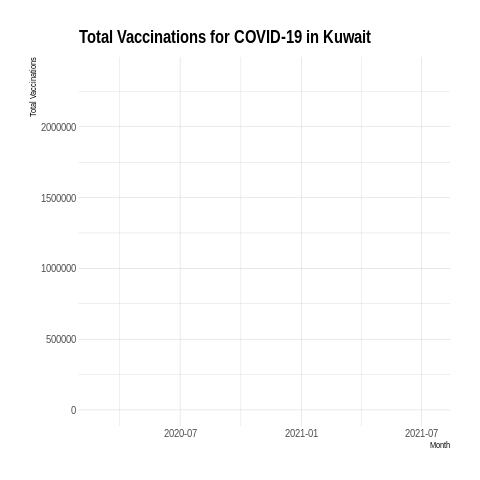 Total Vaccinations for COVID-19 in Kuwait
Total Vaccinations
2000000
1500000
1000000
500000
0
2020-07 2021-01 2021-07
Month